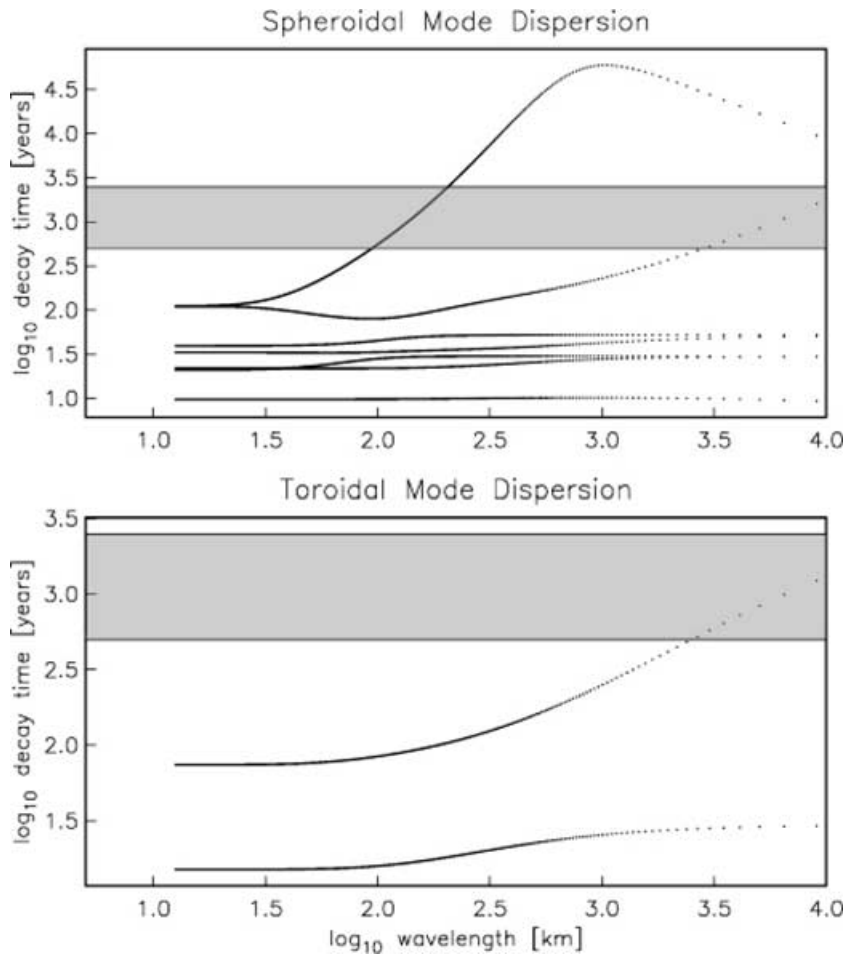 Spheroidal Mode Dispersion
log10 decay time [years]
4.5
4.0
3.5
3.0
2.5
2.0
1.5
1.0
1.0 1.5 2.0 2.5 3.0 3.5 4.0
Toroidal Mode Dispersion
log10 decay time [years]
3.5
3.0
2.5
2.0
1.5
1.0 1.5 2.0 2.5 3.0 3.5 4.0
log10 wavelength [km]